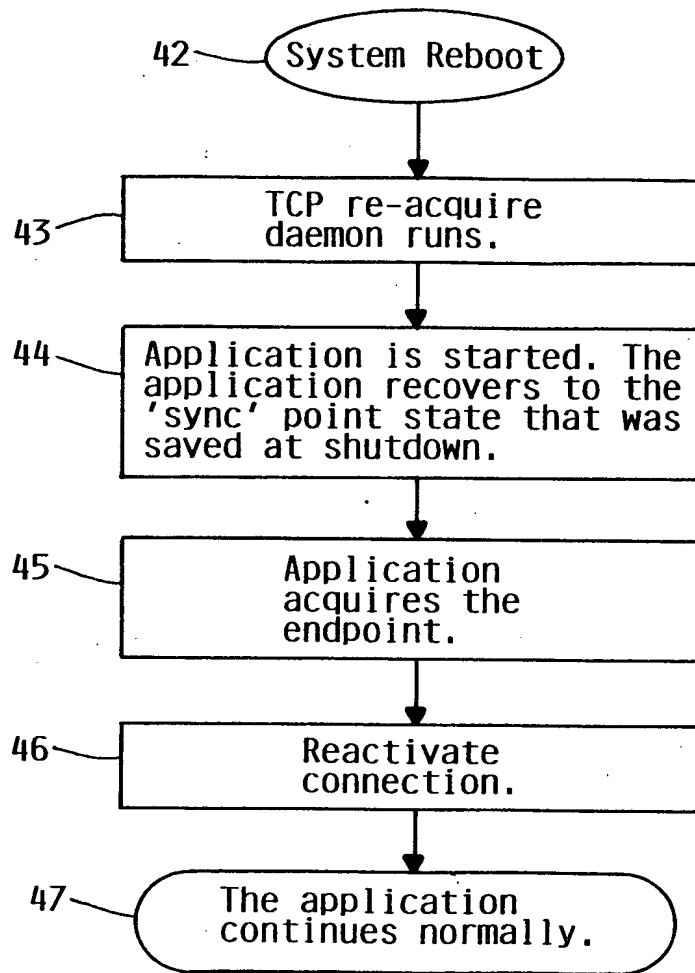 42
System Reboot
43
TCP re-acquire
daemon runs.
44
Application is started. The
application recovers to the
'sync' point state that was
saved at shutdown.
45
Application
acquires the
endpoint.
46
Reactivate
connection.
47
The application
continues normally.